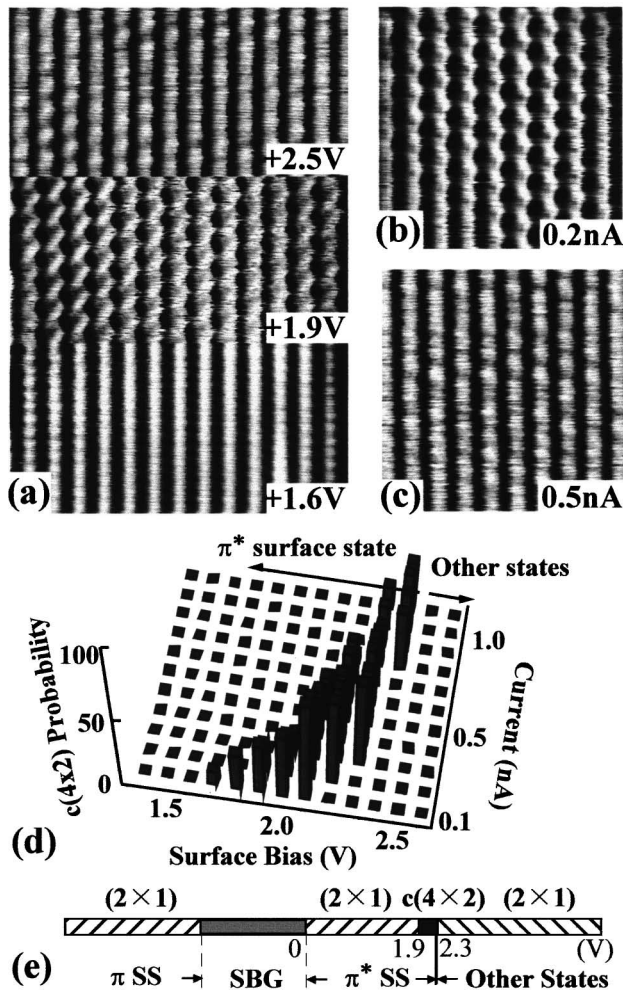 +2.5V
+1.9V
(a)
+1.6V
(b)
0.2nA
(c)
0.5nA
π* surface state
Other states
100
50
0
c(4x2) Probability
1.5
2.0
2.5
Surface Bias (V)
1.0
0.5
0.1
Current (nA)
(d)
(2×1)
(2×1) c(4×2) (2×1)
0
1.9
2.3
(V)
(e)
π SS
SBG
π* SS
Other States